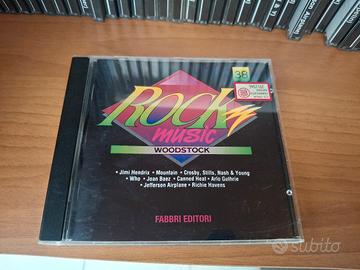 38
ROCK
music
WOODSTOCK
• Jimi Hendrix • Mountain • Crosby, Stills, Nash & Young
• Who • Joan Baez • Canned Heat • Arlo Guthrie
• Jefferson Airplane • Richie Havens
FABBRI EDITORI
subito